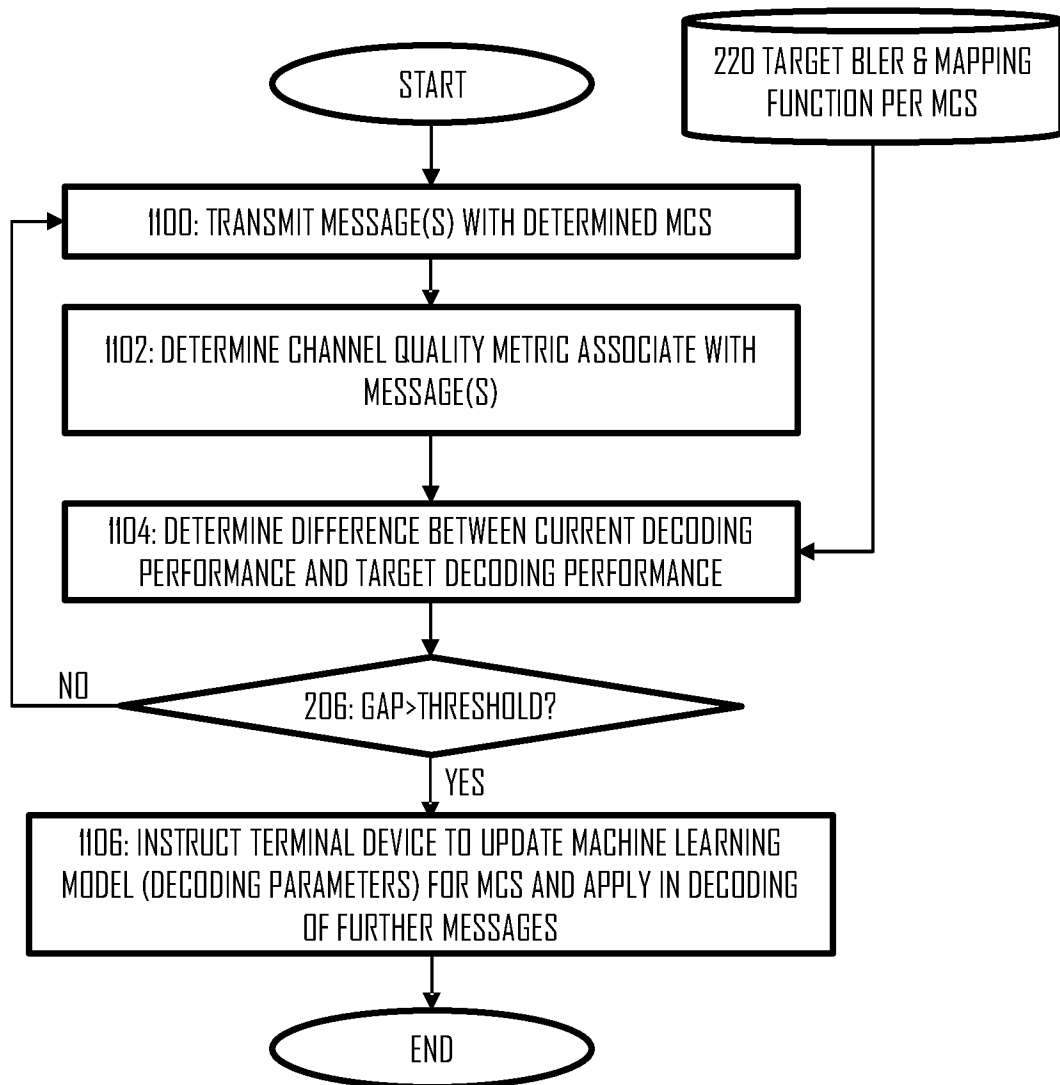 START
220 TARGET BLER & MAPPING
FUNCTION PER MCS
1100: TRANSMIT MESSAGE(S) WITH DETERMINED MCS
1102: DETERMINE CHANNEL QUALITY METRIC ASSOCIATE WITH
MESSAGE(S)
1104: DETERMINE DIFFERENCE BETWEEN CURRENT DECODING
PERFORMANCE AND TARGET DECODING PERFORMANCE
NO
206: GAP>THRESHOLD?
YES
1106: INSTRUCT TERMINAL DEVICE TO UPDATE MACHINE LEARNING
MODEL (DECODING PARAMETERS) FOR MCS AND APPLY IN DECODING
OF FURTHER MESSAGES
END